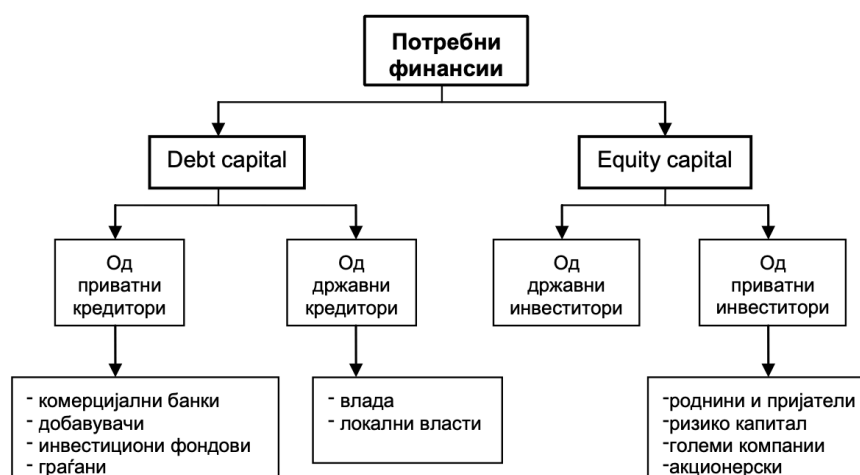 Потребни
финансии
Debt capital
Equity capital
Од
приватни
кредитори
Од
државни
кредитори
Од
државни
инвеститори
Од
приватни
инвеститори
- комерцијални банки
- добавувачи
- инвестициони фондови
- граѓани
- влада
- локални власти
-роднини и пријатели
-ризико капитал
-големи компании
-акционерски